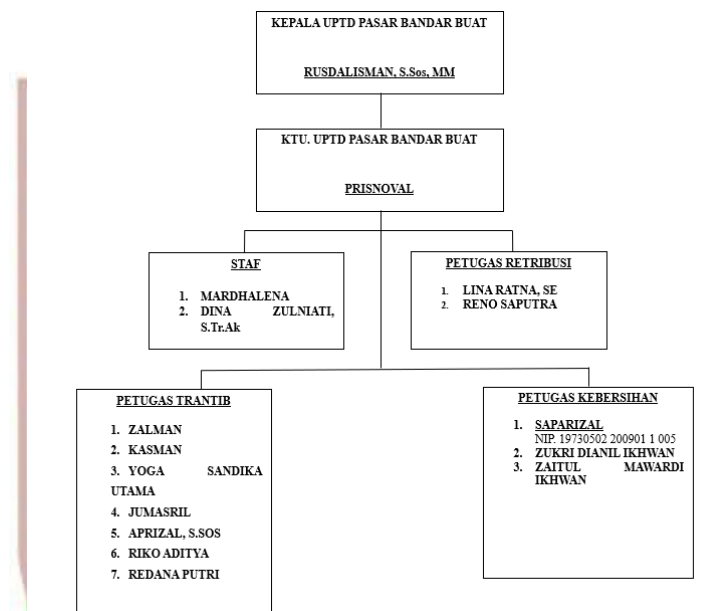 KEPALA UPTD PASAR BANDAR BUAT
RUSDALISMAN, S.Sos, MM
KTU. UPTD PASAR BANDAR BUAT
PRISNOVAL
STAF
1. MARDHALENA
2. DINA ZULNIATI,
S.Tr.Ak
PETUGAS RETRIBUSI
1. LINA RATNA, SE
2. RENO SAPUTRA
PETUGAS TRANTIB
1. ZALMAN
2. KASMAN
3. YOGA SANDIKA
UTAMA
4. JUMASRIL
5. APRIZAL, S.SOS
6. RIKO ADITYA
7. REDANA PUTRI
PETUGAS KEBERSIHAN
1. SAPARIZAL
NIP. 19730502 200901 1 005
2. ZUKRI DIANIL IKHWAN
3. ZAITUL MAWARDI
IKHWAN